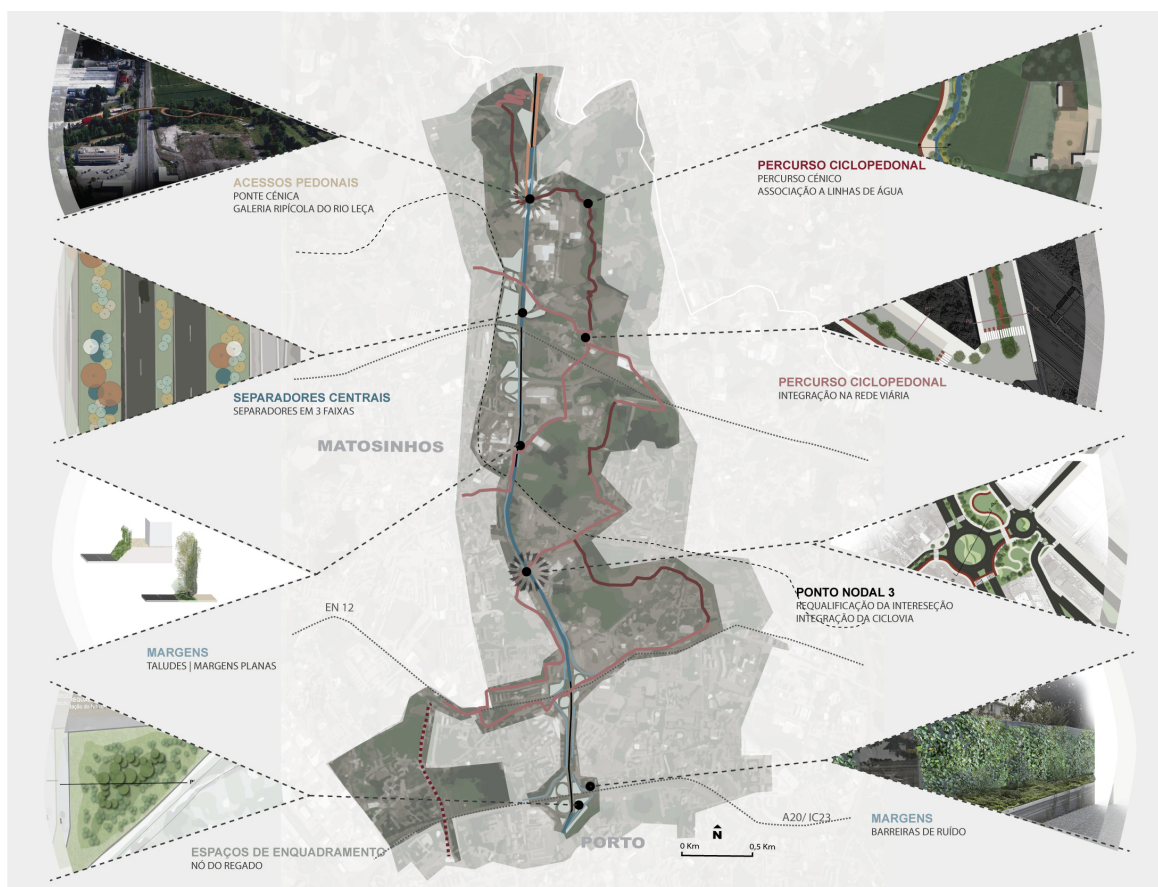 ACESSOS PEDONAIS
PONTE CÉNICA
GALERIA RIPÍCOLA DO RIO LEÇA
PERCURSO CICLOPEDONAL
PERCURSO CÉNICO
ASSOCIAÇÃO A LINHAS DE ÁGUA
SEPARADORES CENTRAIS
SEPARADORES EM 3 FAIXAS
PERCURSO CICLOPEDONAL
INTEGRAÇÃO NA REDE VIÁRIA
MATOSINHOS
PONTO NODAL 3
REQUALIFICAÇÃO DA INTERESEÇÃO
INTEGRAÇÃO DA CICLOVIA
EN 12
MARGENS
TALUDES | MARGENS PLANAS
P'
A20/ IC23
MARGENS
BARREIRAS DE RUÍDO
ESPAÇOS DE ENQUADRAMENTO
NÓ DO REGADO
PORTO
N
0 Km
0,5 Km